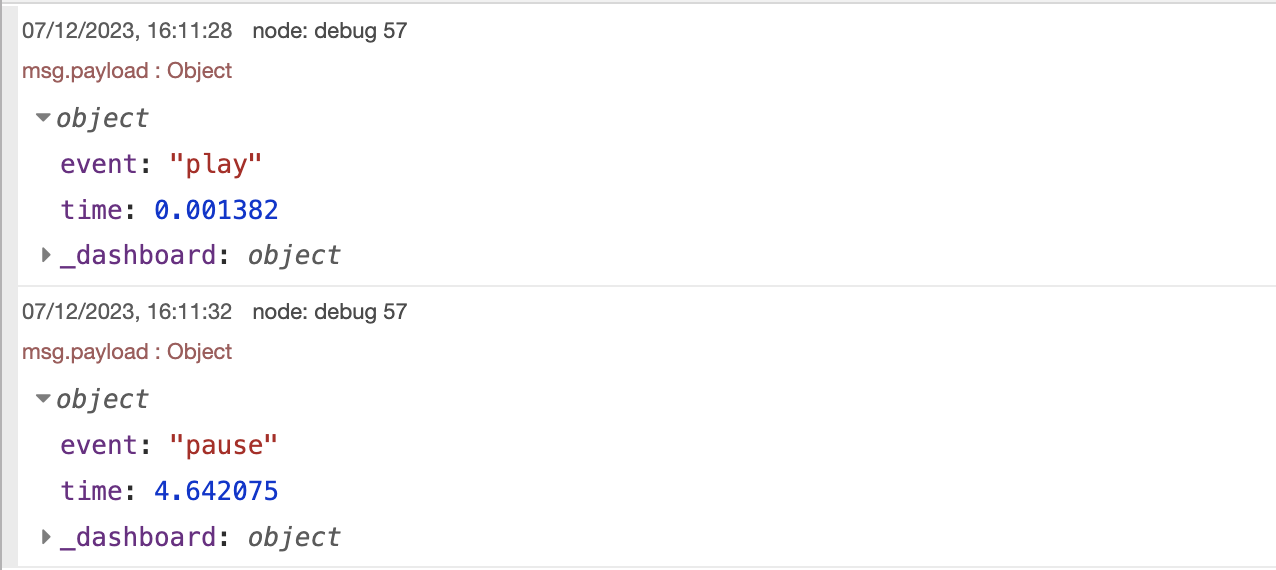 07/12/2023, 16:11:28 node: debug 57
msg.payload : Object
object
event: "play"
time: 0.001382
_dashboard: object
07/12/2023, 16:11:32 node: debug 57
msg.payload : Object
object
event: "pause"
time: 4.642075
_dashboard: object